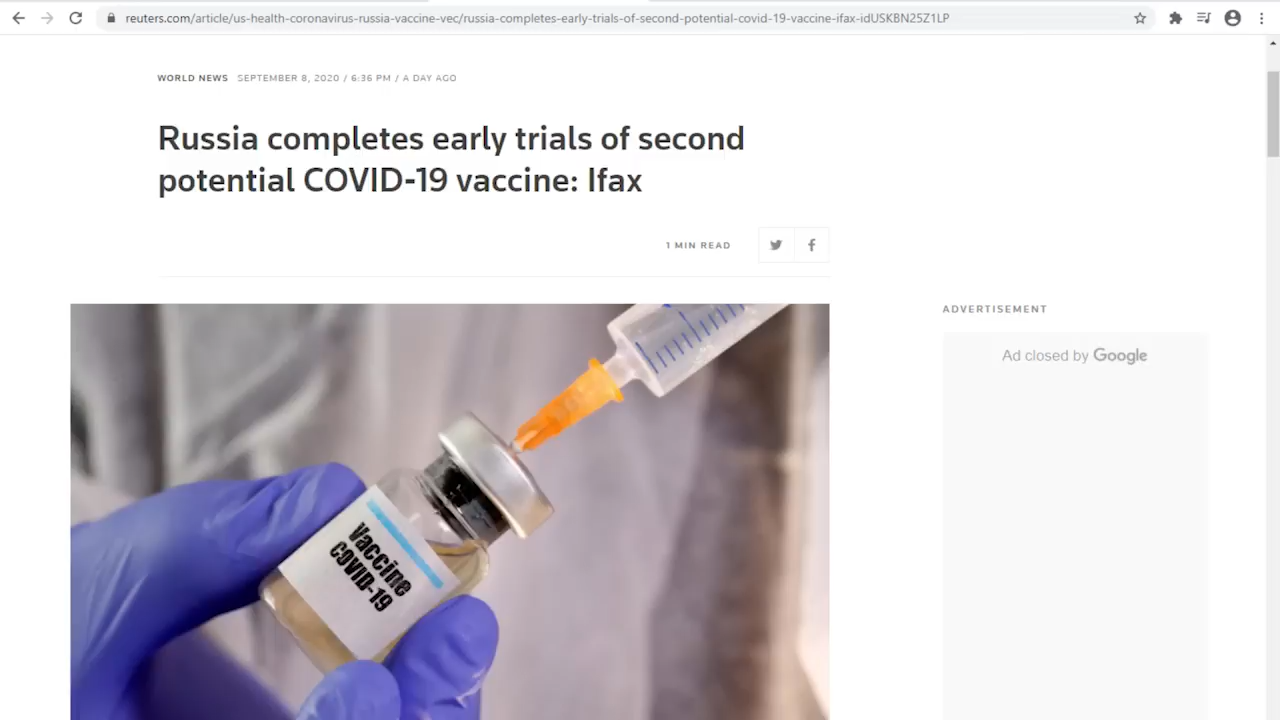 reuters.com/article/us-health-coronavirus-russia-vaccine-vec/russia-completes-early-trials-of-second-potential-covid-19-vaccine-ifax-idUSKBN25Z1LP
WORLD NEWS SEPTEMBER 8, 2020 / 6:36 PM / A DAY AGO
Russia completes early trials of second
potential COVID-19 vaccine: Ifax
1 MIN READ
ADVERTISEMENT
Ad closed by Google
Vaccine
COVID-19